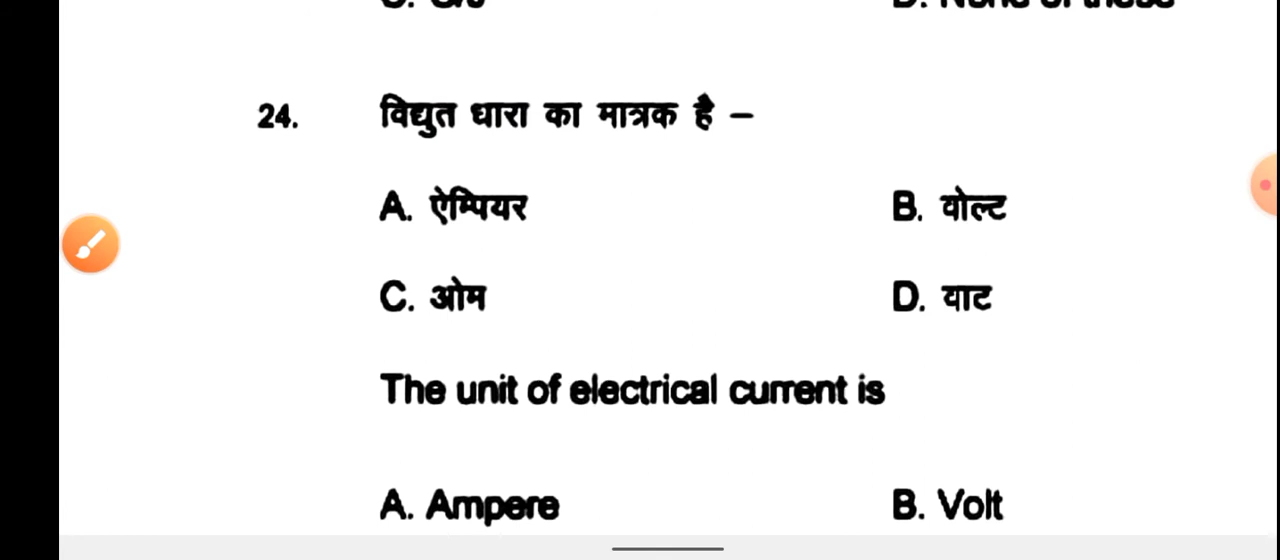 24. विद्युत धारा का मात्रक है –
A. ऐम्पियर B. वोल्ट
C. ओम D. वाट
The unit of electrical current is
A. Ampere B. Volt